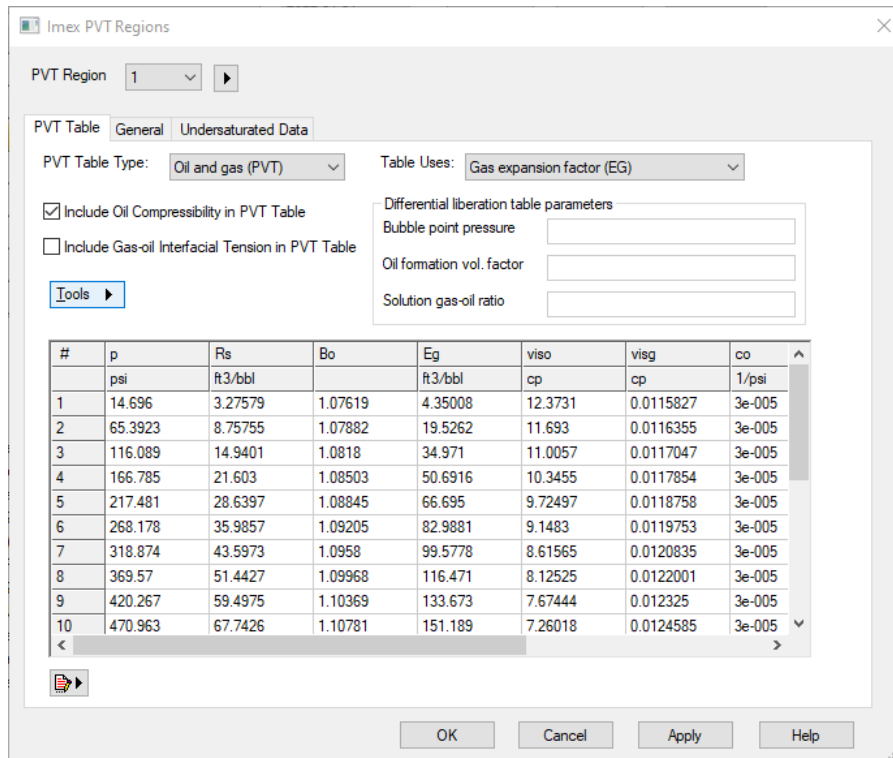 Imex PVT Regions
PVT Region 1
PVT Table General Undersaturated Data
PVT Table Type: Oil and gas (PVT) Table Uses: Gas expansion factor (EG)
Include Oil Compressibility in PVT Table
Include Gas-oil Interfacial Tension in PVT Table
Tools
Differential liberation table parameters
Bubble point pressure
Oil formation vol. factor
Solution gas-oil ratio
# p Rs Bo Eg viso visg co
psi ft3/bbl ft3/bbl cp cp 1/psi
1 14.696 3.27579 1.07619 4.35008 12.3731 0.0115827 3e-005
2 65.3923 8.75755 1.07882 19.5262 11.693 0.0116355 3e-005
3 116.089 14.9401 1.0818 34.971 11.0057 0.0117047 3e-005
4 166.785 21.603 1.08503 50.6916 10.3455 0.0117854 3e-005
5 217.481 28.6397 1.08845 66.695 9.72497 0.0118758 3e-005
6 268.178 35.9857 1.09205 82.9881 9.1483 0.0119753 3e-005
7 318.874 43.5973 1.0958 99.5778 8.61565 0.0120835 3e-005
8 369.57 51.4427 1.09968 116.471 8.12525 0.0122001 3e-005
9 420.267 59.4975 1.10369 133.673 7.67444 0.012325 3e-005
10 470.963 67.7426 1.10781 151.189 7.26018 0.0124585 3e-005
OK Cancel Apply Help